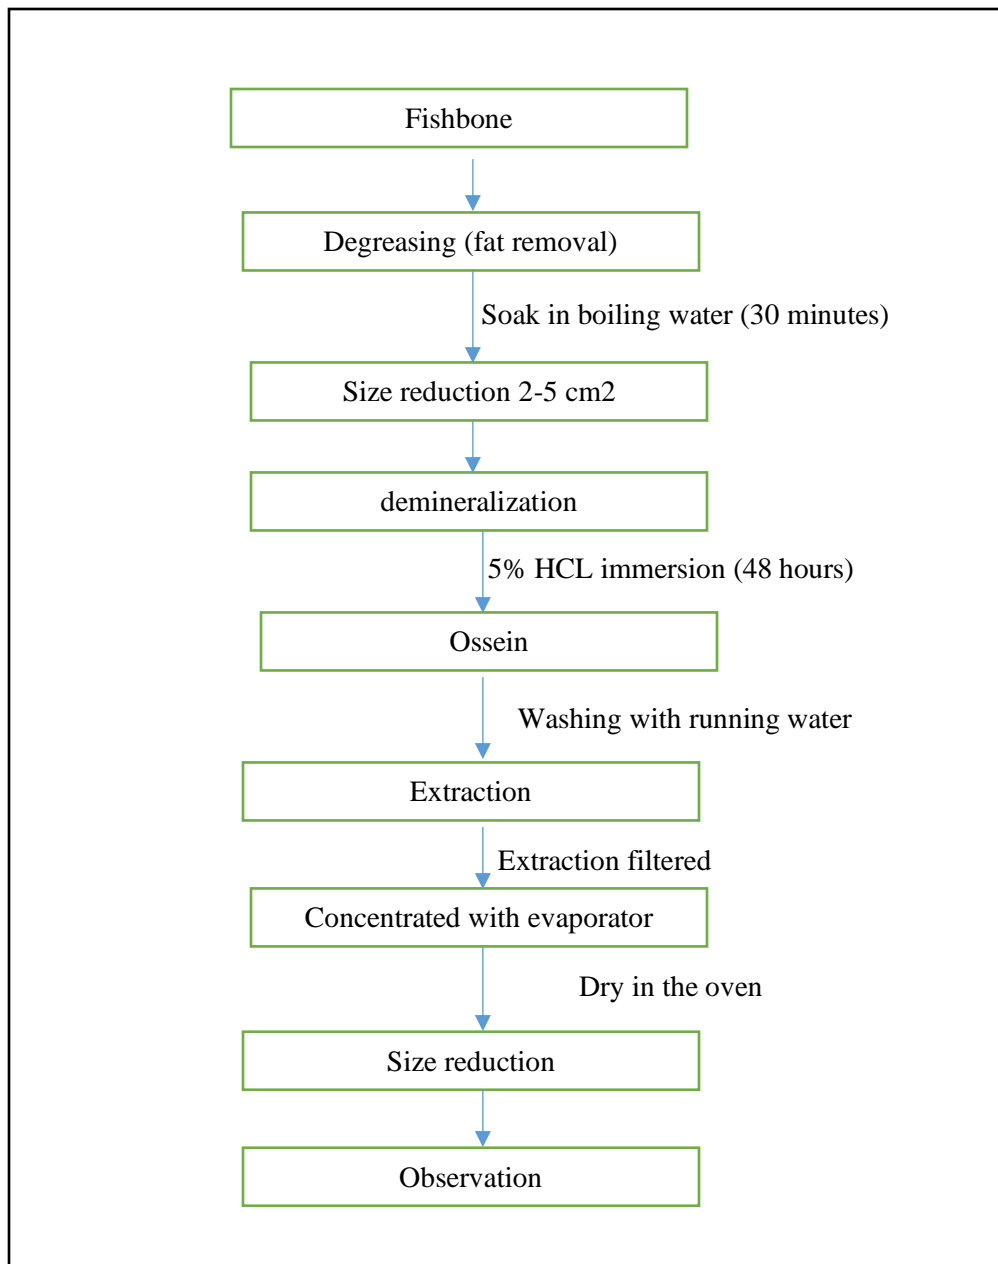 Fishbone
Degreasing (fat removal)
Soak in boiling water (30 minutes)
Size reduction 2-5 cm2
demineralization
5% HCL immersion (48 hours)
Ossein
Washing with running water
Extraction
Extraction filtered
Concentrated with evaporator
Dry in the oven
Size reduction
Observation